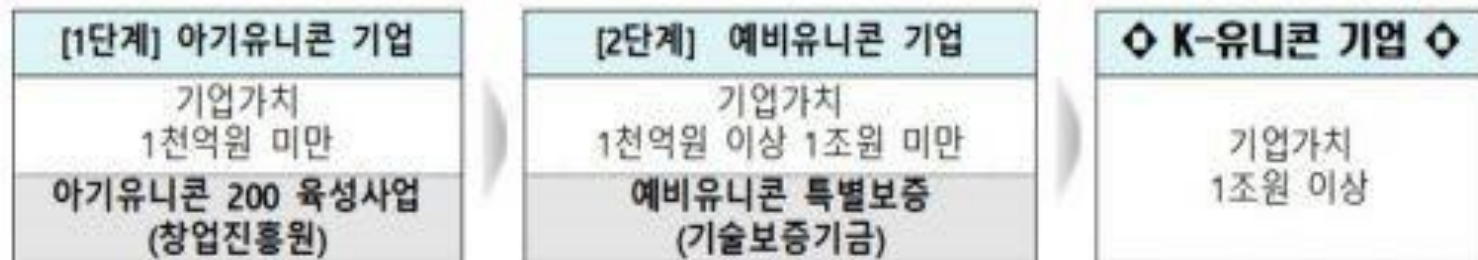 [1단계] 아기유니콘 기업
기업가치
1천억원 미만
아기유니콘 200 육성사업
(창업진흥원)
[2단계] 예비유니콘 기업
기업가치
1천억원 이상 1조원 미만
예비유니콘 특별보증
(기술보증기금)
◇ K-유니콘 기업 ◇
기업가치
1조원 이상